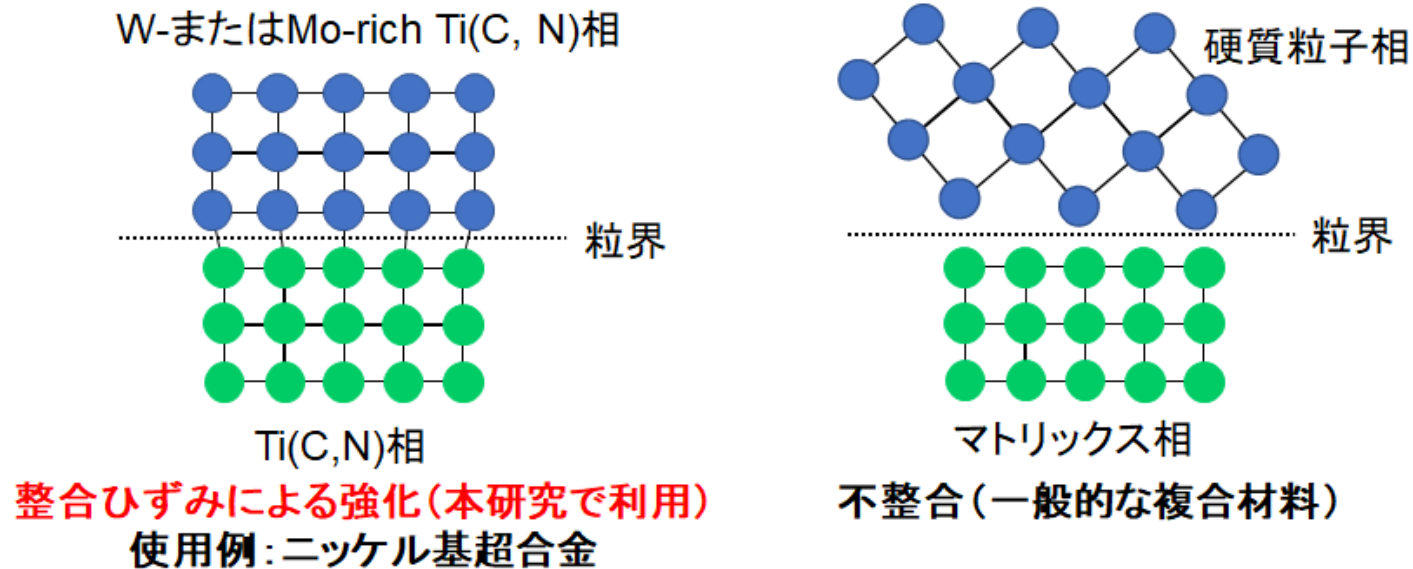 W-またはMo-rich Ti(C, N)相
粒界
Ti(C,N)相
整合ひずみによる強化(本研究で利用)
使用例:ニッケル基超合金
硬質粒子相
粒界
マトリックス相
不整合(一般的な複合材料)